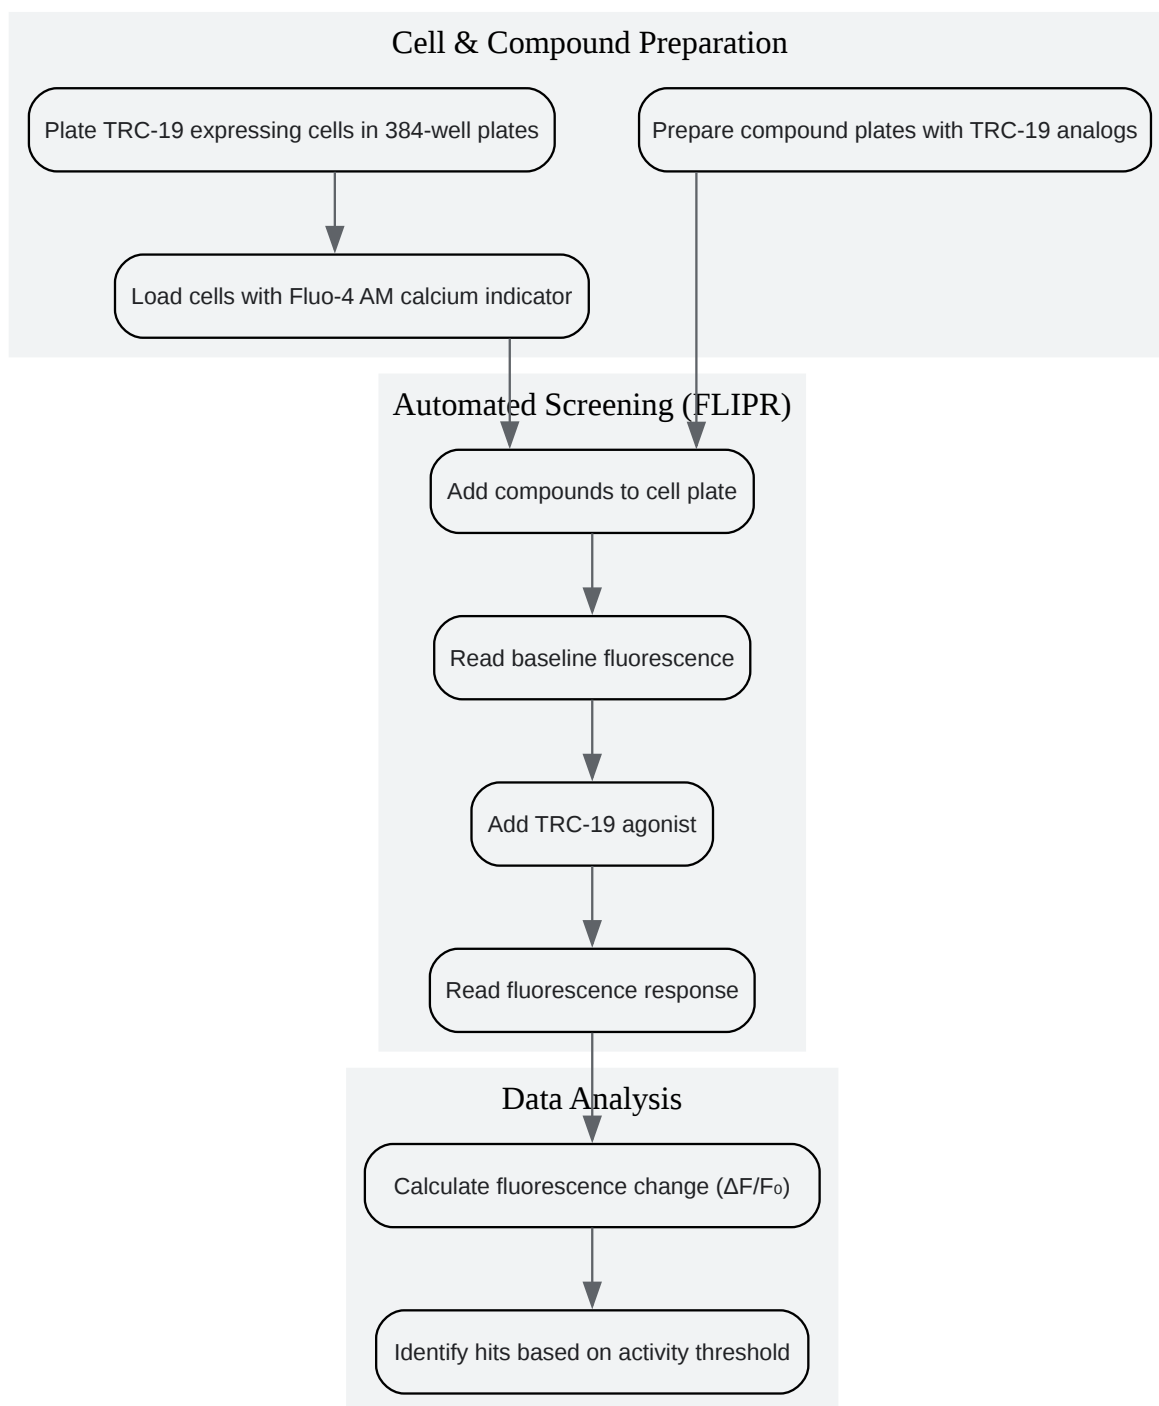 Cell & Compound Preparation
Plate TRC-19 expressing cells in 384-well plates
Prepare compound plates with TRC-19 analogs
Load cells with Fluo-4 AM calcium indicator
Automated Screening (FLIPR)
Add compounds to cell plate
Read baseline fluorescence
Add TRC-19 agonist
Read fluorescence response
Data Analysis
Calculate fluorescence change (ΔF/F₀)
Identify hits based on activity threshold